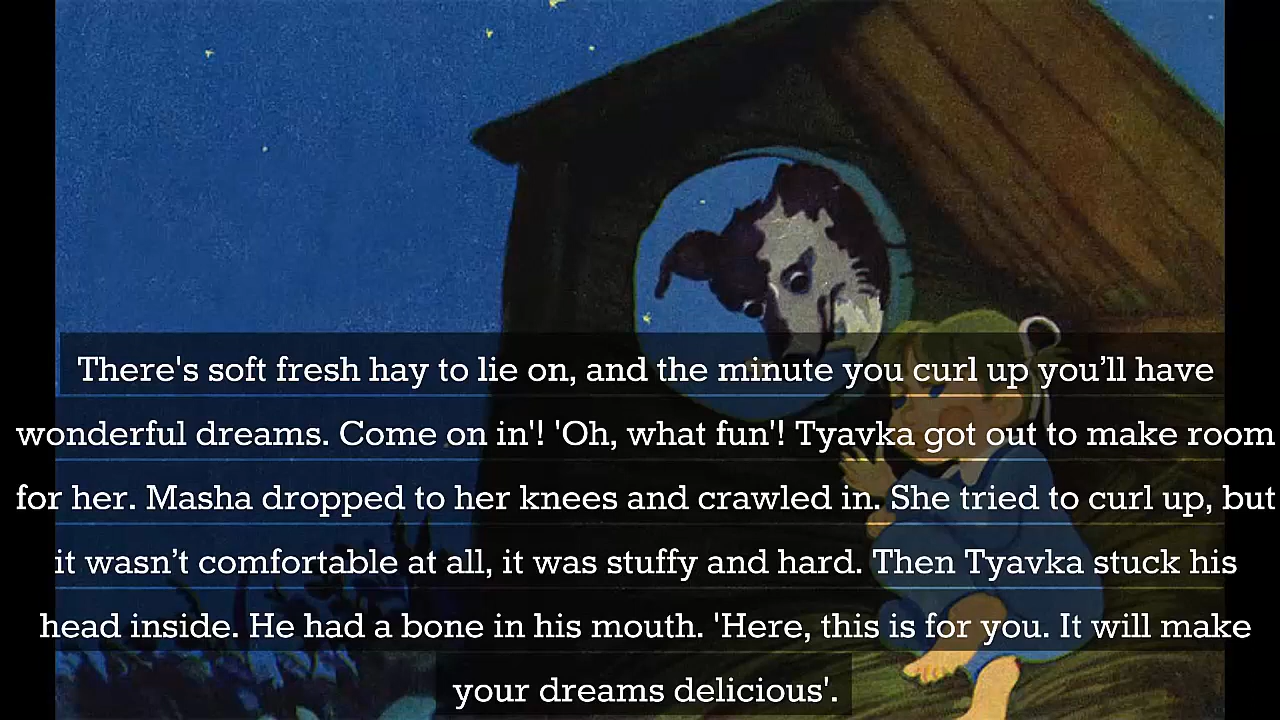 There's soft fresh hay to lie on, and the minute you curl up you’ll have
wonderful dreams. Come on in'! 'Oh, what fun'! Tyavka got out to make room
for her. Masha dropped to her knees and crawled in. She tried to curl up, but
it wasn’t comfortable at all, it was stuffy and hard. Then Tyavka stuck his
head inside. He had a bone in his mouth. 'Here, this is for you. It will make
your dreams delicious'.